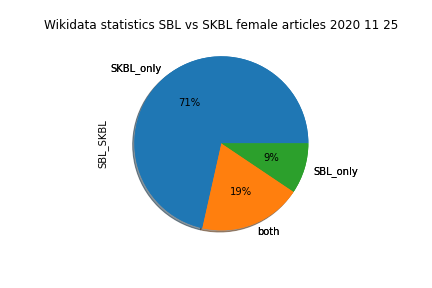 Wikidata statistics SBL vs SKBL female articles 2020 11 25
SKBL_only
71%
SBL_SKBL
9%
SBL_only
19%
both